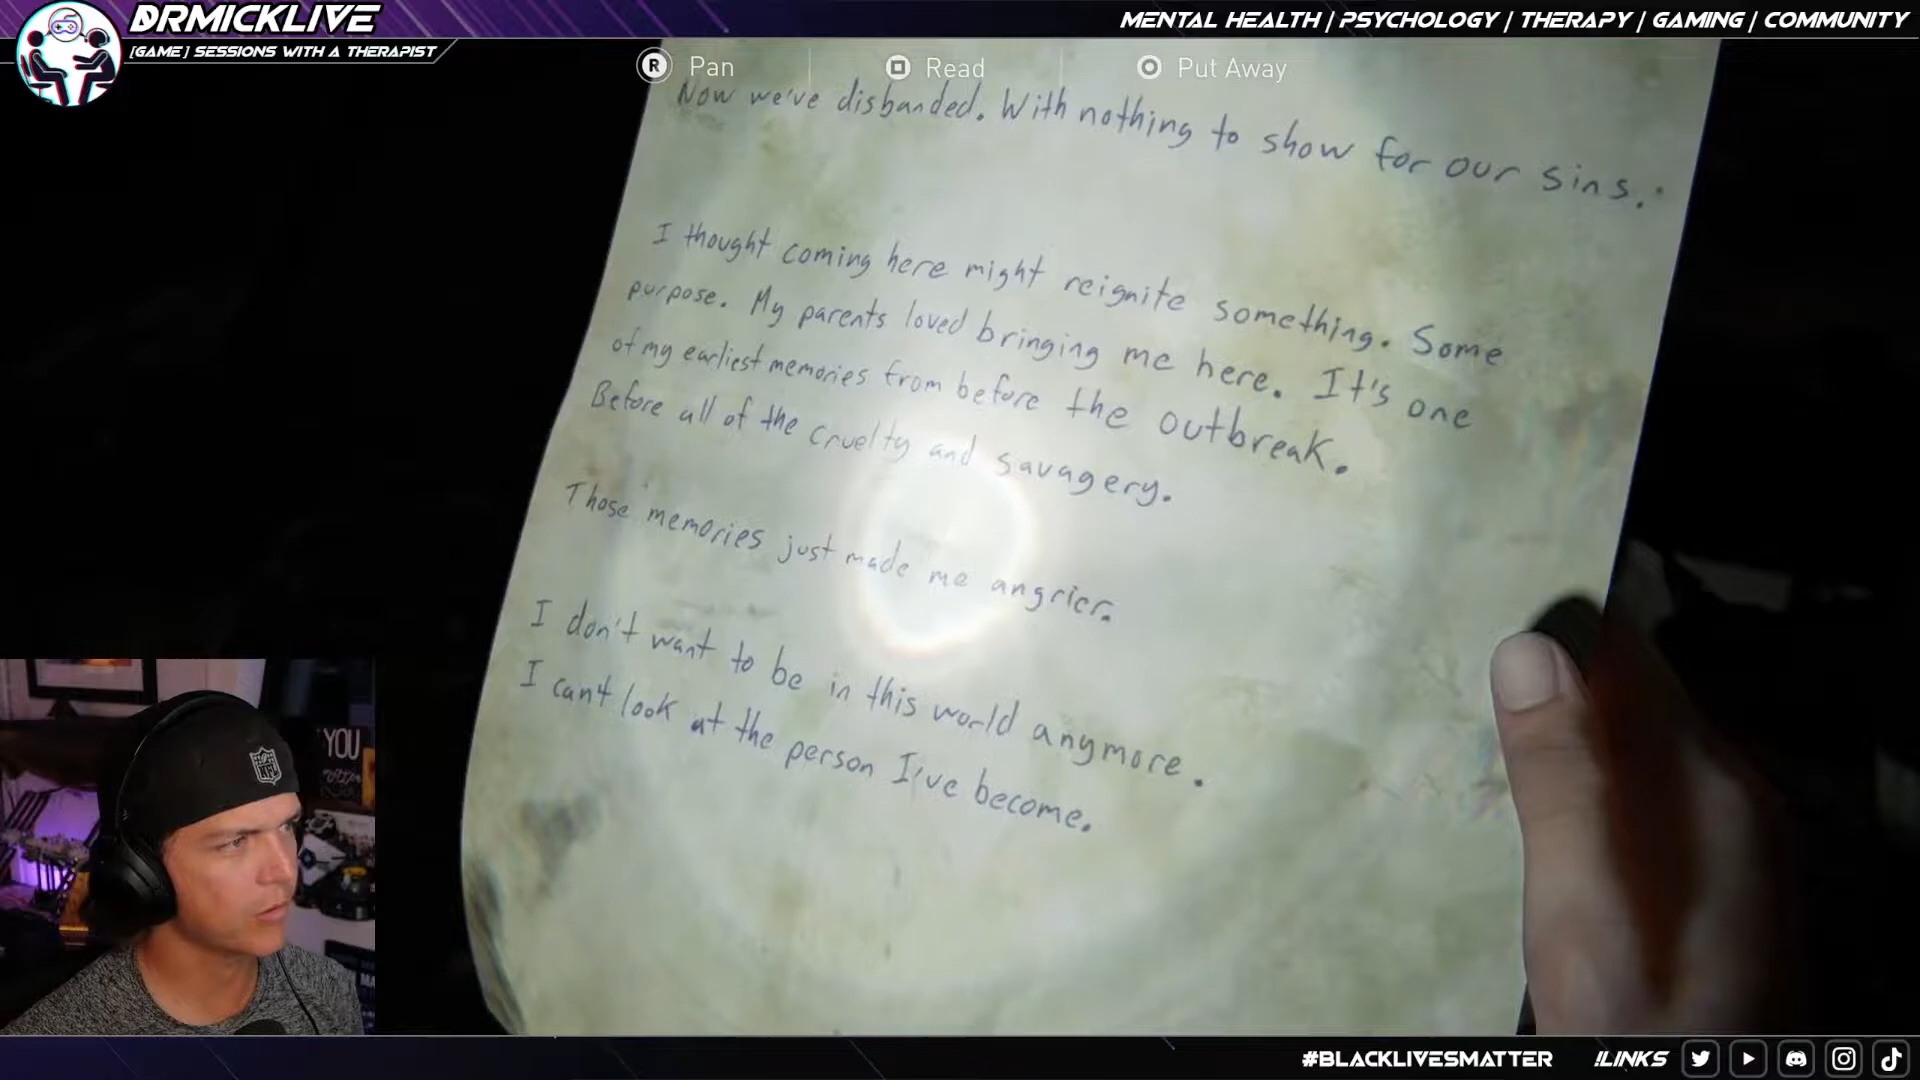 DRMICKLIVE
[GAME] SESSIONS WITH A THERAPIST
MENTAL HEALTH | PSYCHOLOGY | THERAPY | GAMING | COMMUNITY
R Pan Read Put Away
Now we've disbanded. With nothing to show for our sins.
I thought coming here might reignite something. Some
purpose. My parents loved bringing me here. It's one
of my earliest memories from before the outbreak.
Before all of the cruelty and savagery.
Those memories just made me angrier.
I don't want to be in this world anymore.
I can't look at the person I've become.
YOU
#BLACKLIVESMATTER !LINKS